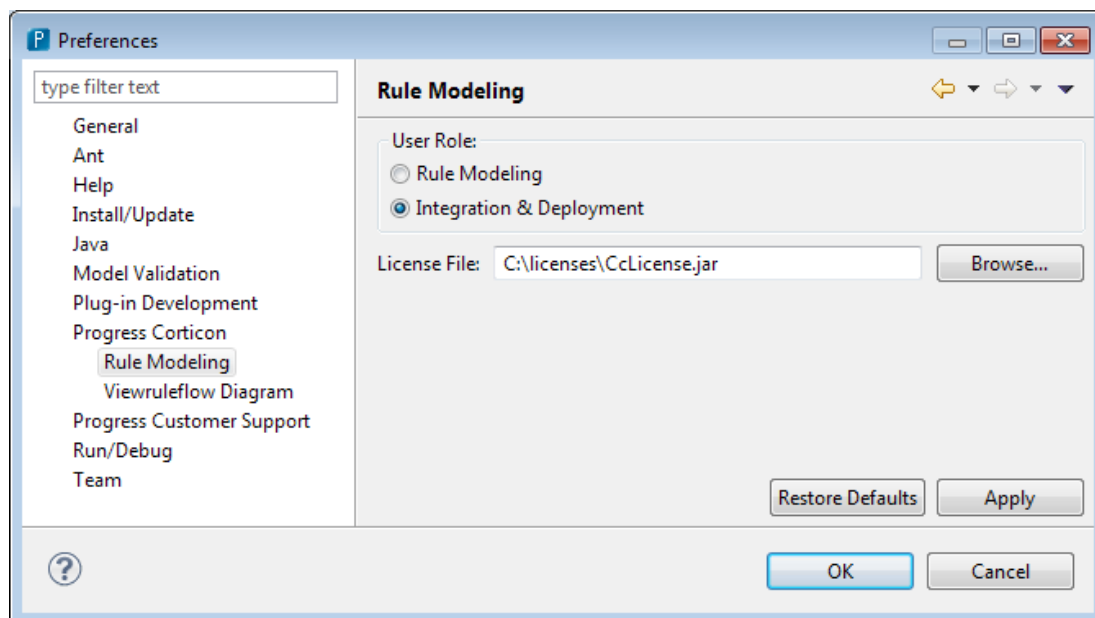 P Preferences
type filter text
General
Ant
Help
Install/Update
Java
Model Validation
Plug-in Development
Progress Corticon
Rule Modeling
Viewruleflow Diagram
Progress Customer Support
Run/Debug
Team
Rule Modeling
User Role:
Rule Modeling
Integration & Deployment
License File: C:\licenses\CcLicense.jar Browse...
Restore Defaults Apply
? OK Cancel